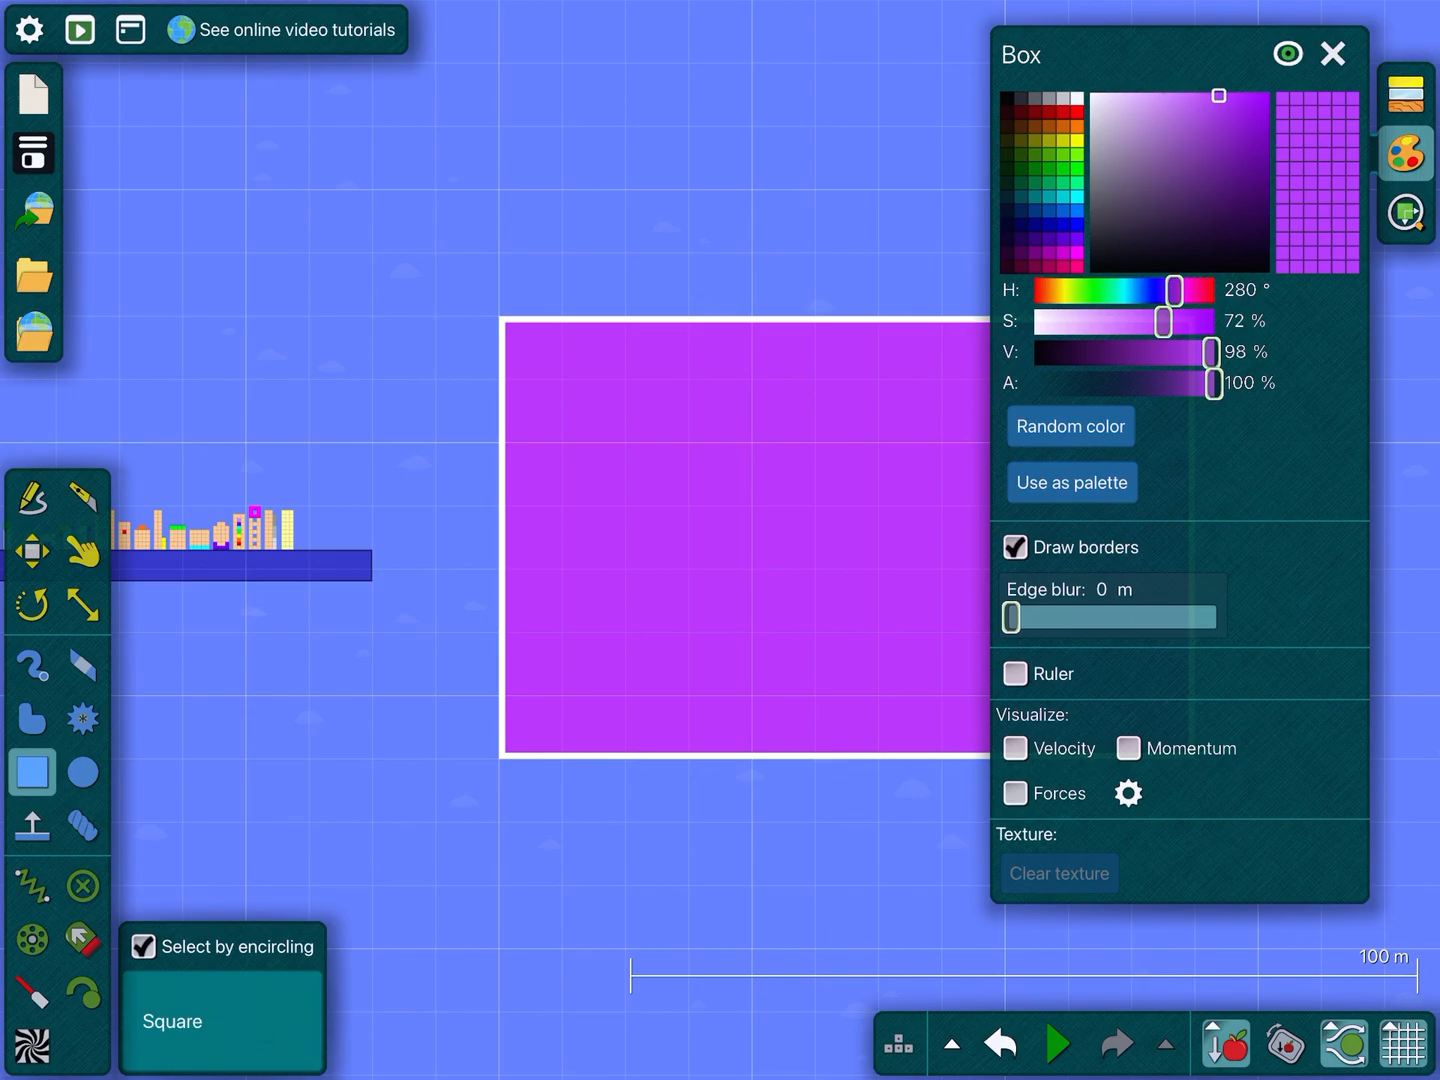 See online video tutorials
Box
H: 280 °
S: 72 %
V: 98 %
A: 100 %
Random color
Use as palette
Draw borders
Edge blur: 0 m
Ruler
Visualize:
Velocity
Momentum
Forces
Texture:
Clear texture
Select by encircling
Square
100 m